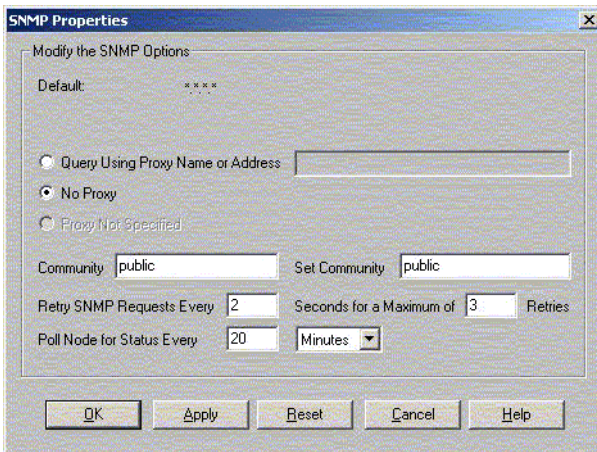 SNMP Properties
Modify the SNMP Options
Default: *.*.*.*
Query Using Proxy Name or Address
No Proxy
Proxy Not Specified
Community public Set Community public
Retry SNMP Requests Every 2 Seconds for a Maximum of 3 Retries
Poll Node for Status Every 20 Minutes
OK Apply Reset Cancel Help